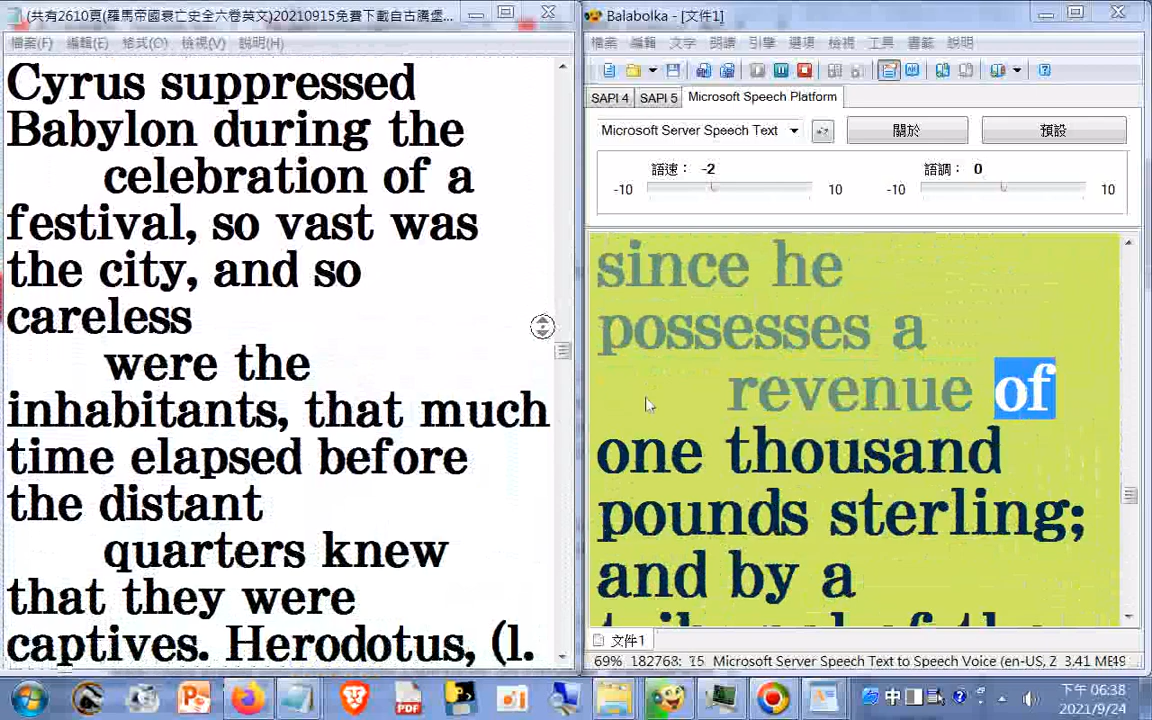 (共有2610頁(羅馬帝國衰亡史全六卷英文)20210915免費下載自古騰堡...
檔案(F) 編輯(E) 格式(O) 檢視(V) 說明(H)
Cyrus suppressed
Babylon during the
celebration of a
festival, so vast was
the city, and so
careless
were the
inhabitants, that much
time elapsed before
the distant
quarters knew
that they were
captives. Herodotus, (l.
Balabolka - [文件1]
檔案 編輯 文字 朗讀 引擎 選項 檢視 工具 書籤 說明
SAPI 4 SAPI 5 Microsoft Speech Platform
Microsoft Server Speech Text 關於 預設
語速： -2 語調： 0
-10 10 -10 10
since he
possesses a
revenue of
one thousand
pounds sterling;
and by a
tribunal of the
文件1
69% 182768: 15 Microsoft Server Speech Text to Speech Voice (en-US, Z 3.41 ME49
PDF 中 下午 06:38
2021/9/24